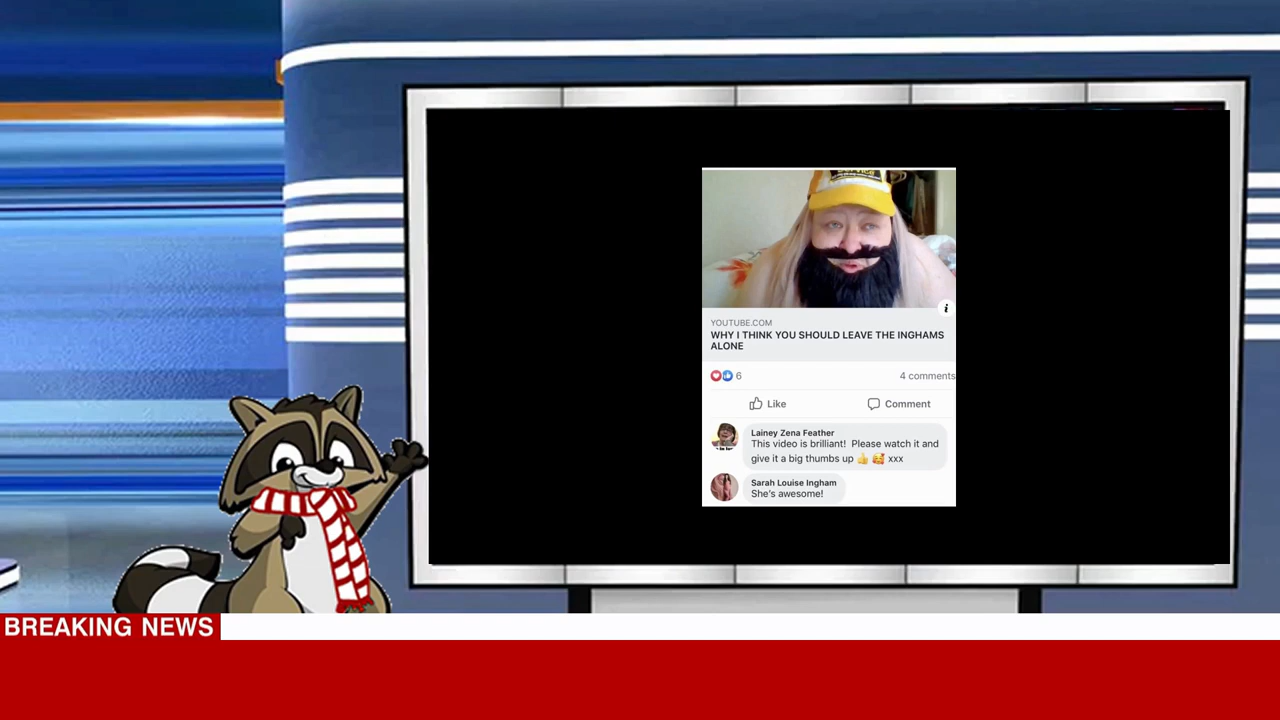 Service
YOUTUBE.COM
WHY I THINK YOU SHOULD LEAVE THE INGHAMS
ALONE
6
4 comments
Like
Comment
Lainey Zena Feather
This video is brilliant! Please watch it and
give it a big thumbs up 👍 🥰 xxx
Sarah Louise Ingham
She's awesome!
BREAKING NEWS